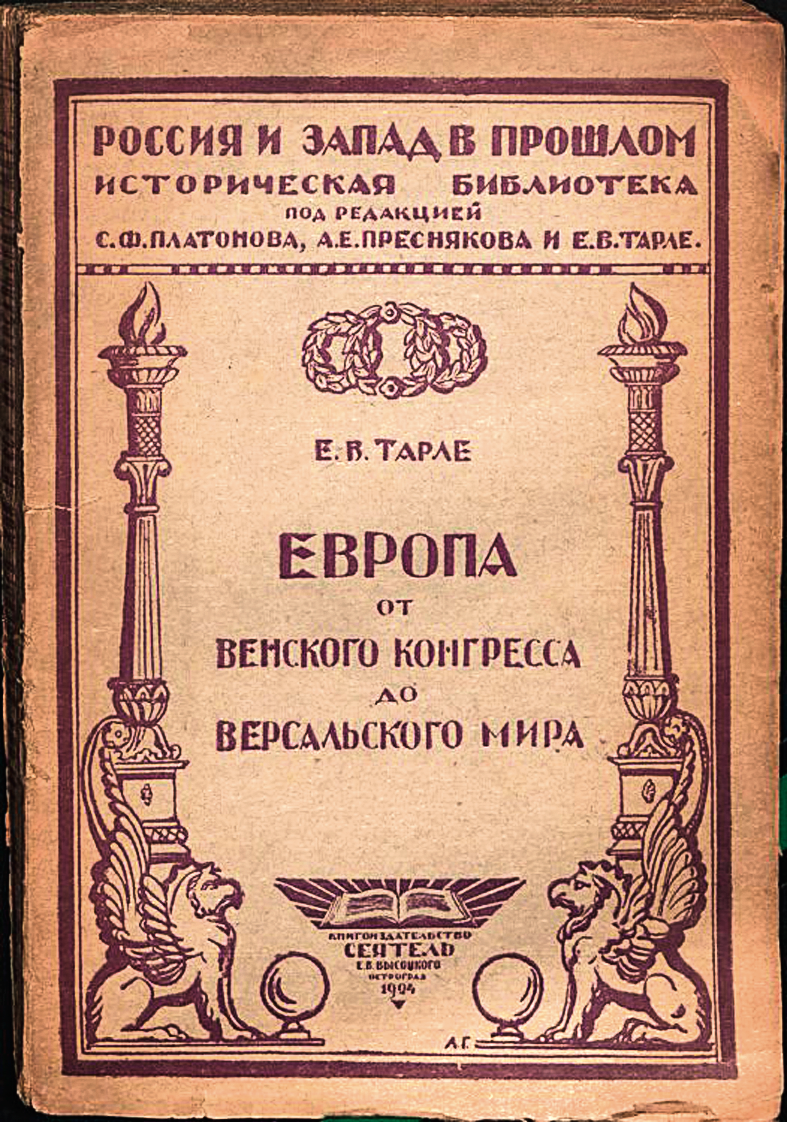 РОССИЯ И ЗАПАД В ПРОШЛОМ
ИСТОРИЧЕСКАЯ БИБЛИОТЕКА
ПОД РЕДАКЦИЕЙ
С.Ф.ПЛАТОНОВА, А.Е.ПРЕСНЯКОВА И Е.В.ТАРЛЕ.
Е.В.ТАРЛЕ
ЕВРОПА
ОТ
ВЕНСКОГО КОНГРЕССА
ДО
ВЕРСАЛЬСКОГО МИРА
КНИГОИЗДАТЕЛЬСТВО
СЕЯТЕЛЬ
Е.В.ВЫСОЦКОГО
1924
А.Г.